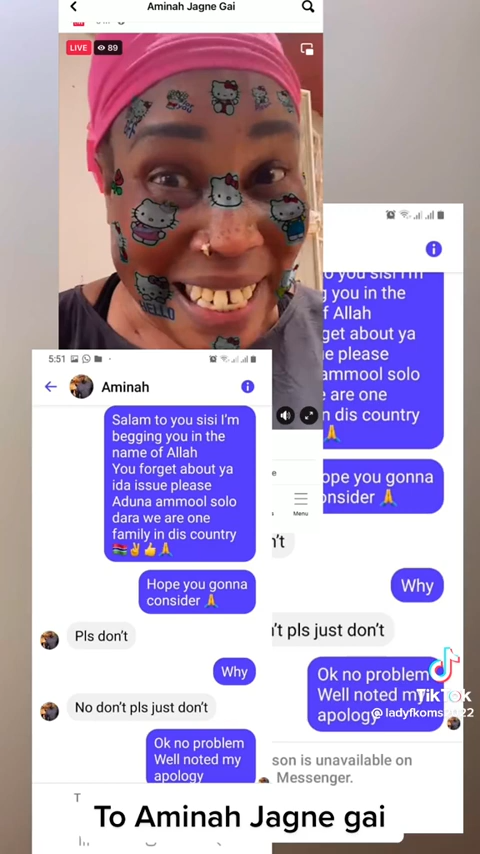 Aminah Jagne Gai
LIVE 89
HELLO
5:51
Aminah
Salam to you sisi I'm
begging you in the
name of Allah
You forget about ya
ida issue please
Aduna ammool solo
dara we are one
family in dis country
🇬🇲✌️👍🙏
Hope you gonna
consider 🙏
Pls don't
Why
No don't pls just don't
Ok no problem
Well noted my
apology
o you sisi I'm
g you in the
f Allah
get about ya
e please
ammool solo
e are one
n dis country
🙏
ope you gonna
onsider 🙏
Menu
n't
Why
n't pls just don't
Ok no problem
Well noted my
apology
son is unavailable on
Messenger.
TikTok
@ladyfkoms
To Aminah Jagne gai